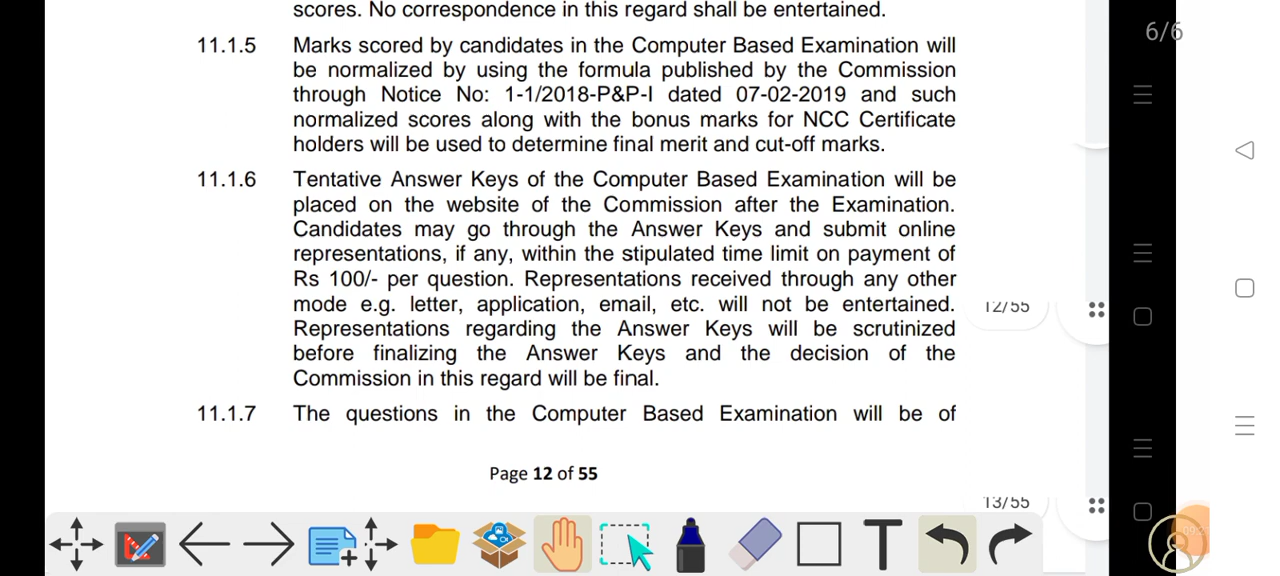 scores. No correspondence in this regard shall be entertained.
6/6
11.1.5 Marks scored by candidates in the Computer Based Examination will
be normalized by using the formula published by the Commission
through Notice No: 1-1/2018-P&P-I dated 07-02-2019 and such
normalized scores along with the bonus marks for NCC Certificate
holders will be used to determine final merit and cut-off marks.
11.1.6 Tentative Answer Keys of the Computer Based Examination will be
placed on the website of the Commission after the Examination.
Candidates may go through the Answer Keys and submit online
representations, if any, within the stipulated time limit on payment of
Rs 100/- per question. Representations received through any other
mode e.g. letter, application, email, etc. will not be entertained.
12/55
Representations regarding the Answer Keys will be scrutinized
before finalizing the Answer Keys and the decision of the
Commission in this regard will be final.
11.1.7 The questions in the Computer Based Examination will be of
Page 12 of 55
13/55
T